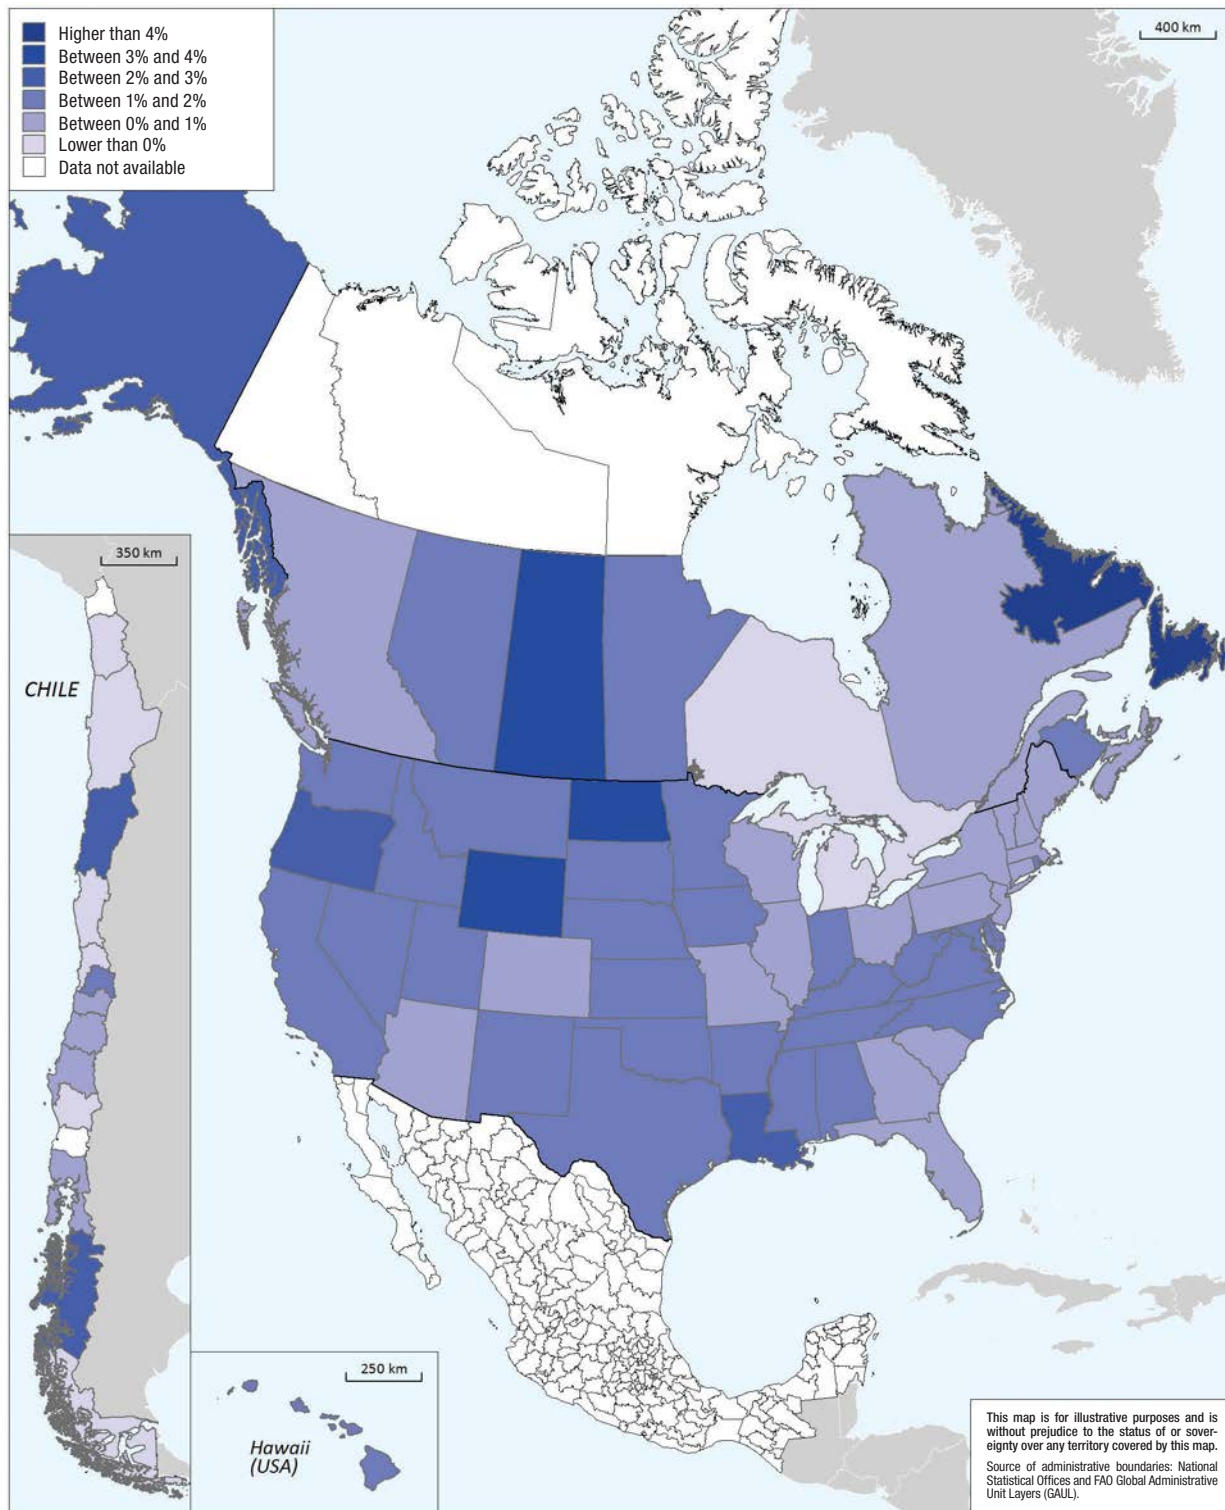 Higher than 4%
Between 3% and 4%
Between 2% and 3%
Between 1% and 2%
Between 0% and 1%
Lower than 0%
Data not available
400 km
350 km
CHILE
250 km
Hawaii
(USA)
This map is for illustrative purposes and is
without prejudice to the status of or sover-
eignty over any territory covered by this map.
Source of administrative boundaries: National
Statistical Offices and FAO Global Administrative
Unit Layers (GAUL).